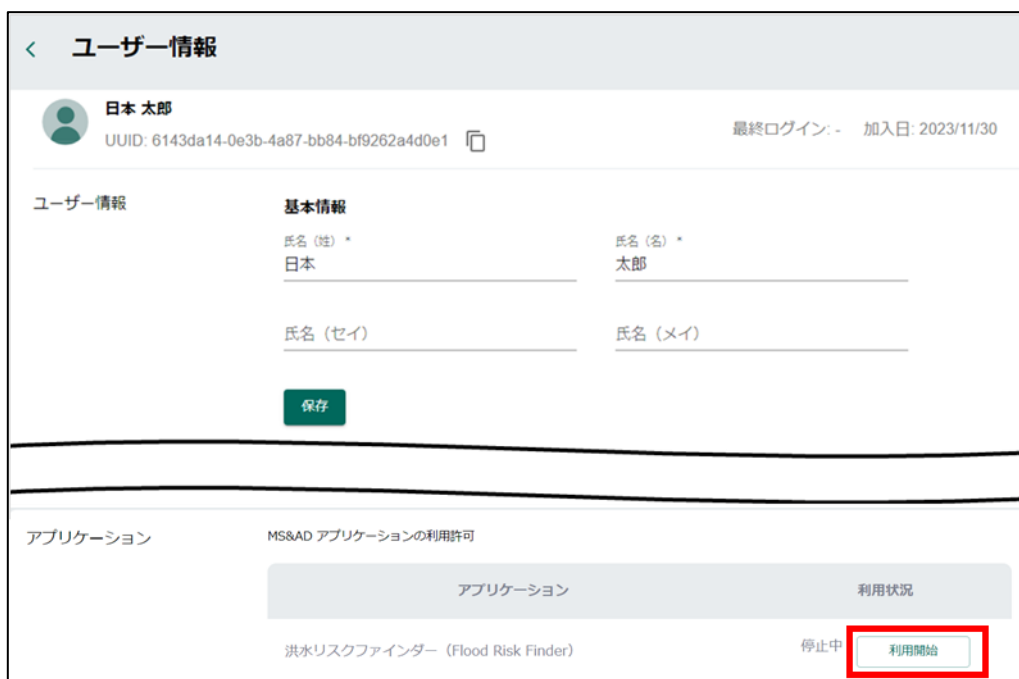 ユーザー情報
日本 太郎
UUID: 6143da14-0e3b-4a87-bb84-bf9262a4d0e1
最終ログイン: - 加入日: 2023/11/30
ユーザー情報
基本情報
氏名（姓） *
氏名（名） *
日本
太郎
氏名（セイ）
氏名（メイ）
保存
アプリケーション
MS&AD アプリケーションの利用許可
アプリケーション
利用状況
洪水リスクファインダー（Flood Risk Finder）
停止中
利用開始